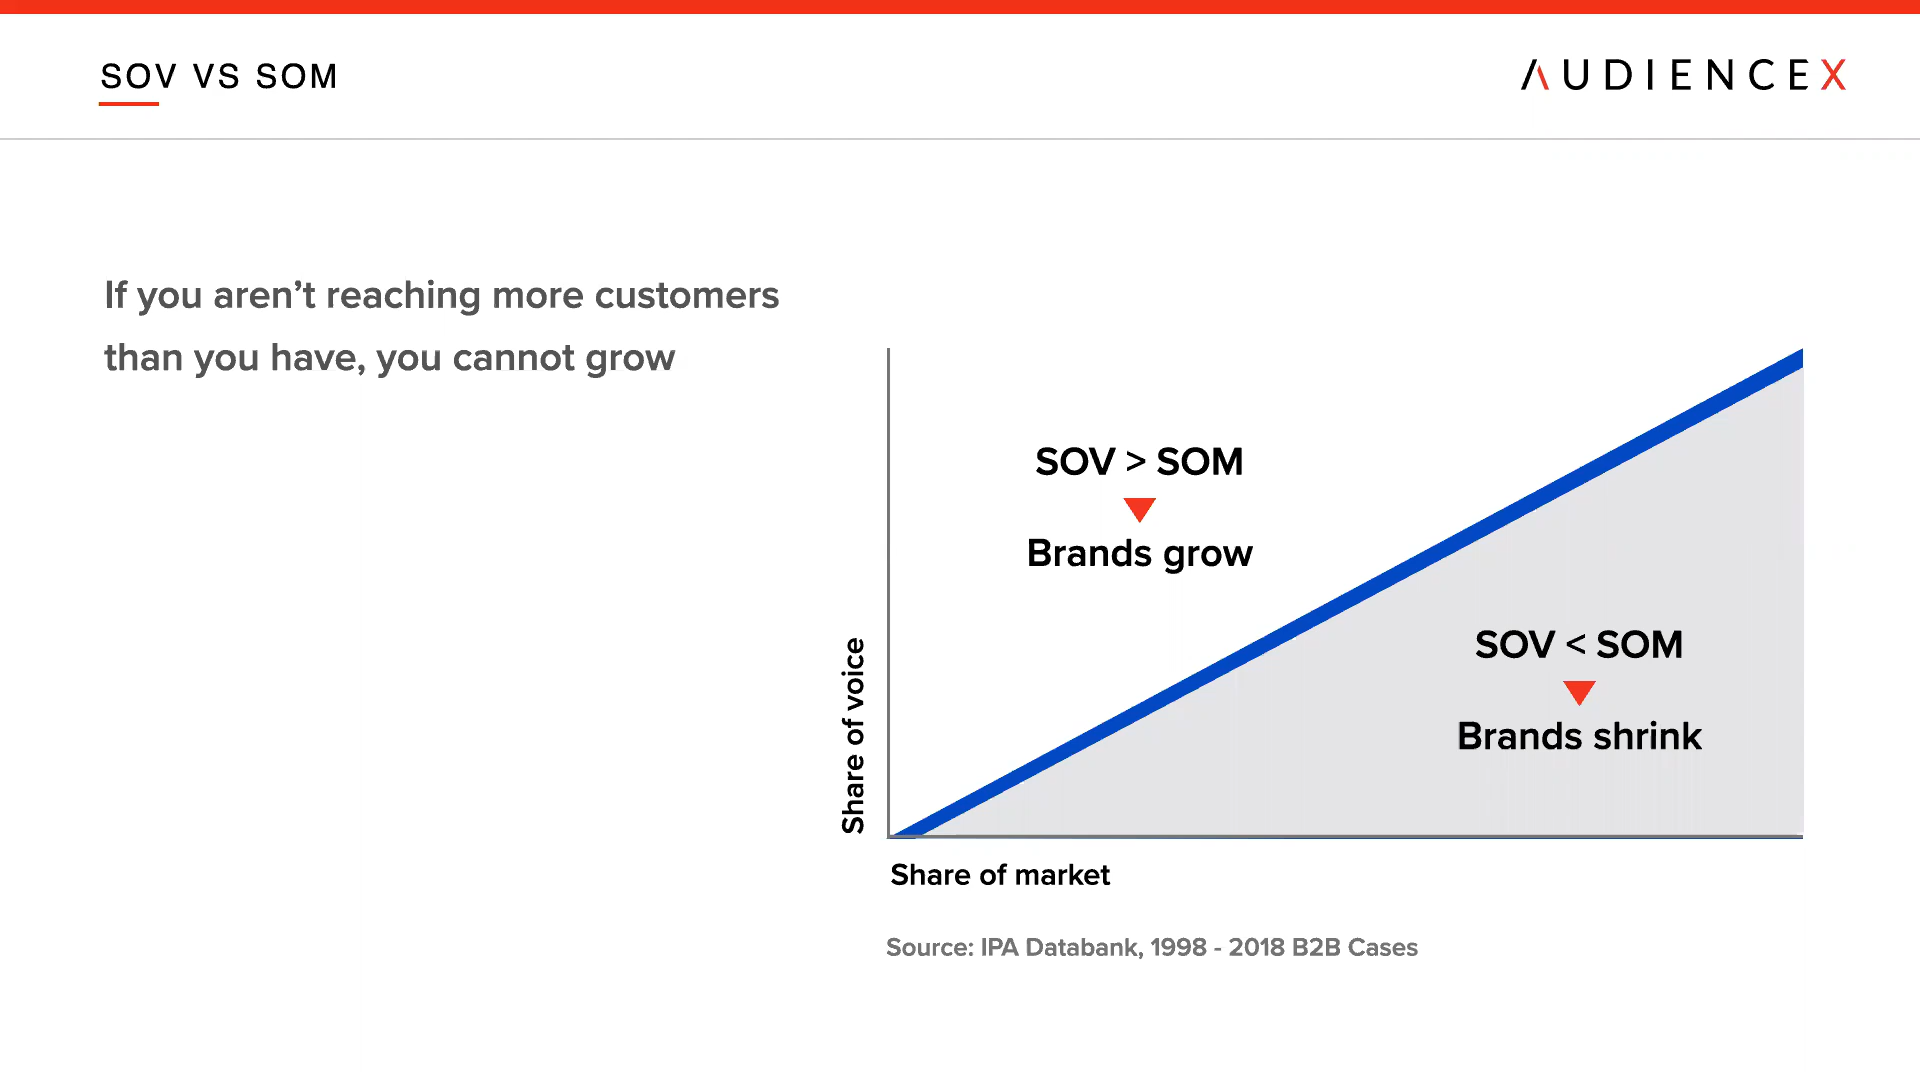 SOV VS SOM
AUDIENCEX
If you aren’t reaching more customers
than you have, you cannot grow
SOV > SOM
Brands grow
SOV < SOM
Brands shrink
Share of voice
Share of market
Source: IPA Databank, 1998 - 2018 B2B Cases